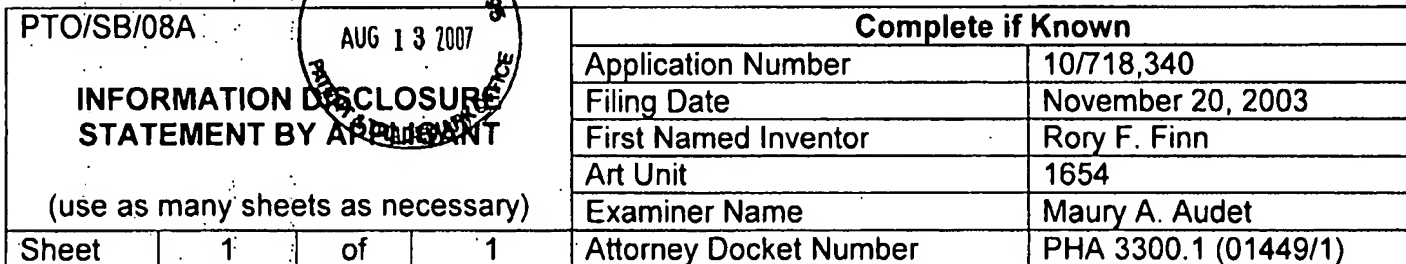 PTO/SB/08A
AUG 13 2007
INFORMATION DISCLOSURE
STATEMENT BY APPLICANT
(use as many sheets as necessary)
Sheet 1 of 1
Complete if Known
Application Number 10/718,340
Filing Date November 20, 2003
First Named Inventor Rory F. Finn
Art Unit 1654
Examiner Name Maury A. Audet
Attorney Docket Number PHA 3300.1 (01449/1)